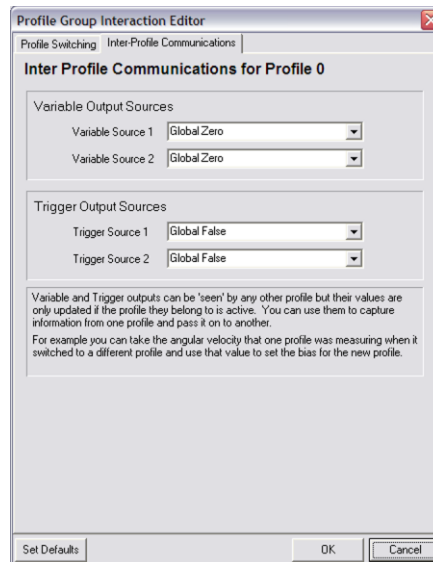 Profile Group Interaction Editor
Profile Switching Inter-Profile Communications
Inter Profile Communications for Profile 0
Variable Output Sources
Variable Source 1 Global Zero
Variable Source 2 Global Zero
Trigger Output Sources
Trigger Source 1 Global False
Trigger Source 2 Global False
Variable and Trigger outputs can be 'seen' by any other profile but their values are
only updated if the profile they belong to is active. You can use them to capture
information from one profile and pass it on to another.
For example you can take the angular velocity that one profile was measuring when it
switched to a different profile and use that value to set the bias for the new profile.
Set Defaults OK Cancel